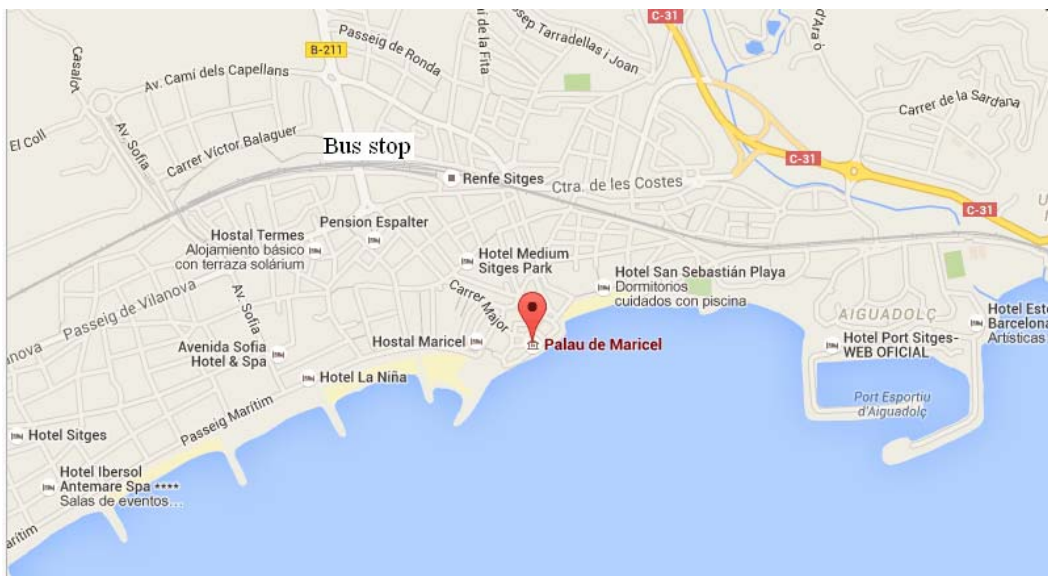 C-31
d'Ara ò
Josep Tarradellas i Joan
Passeig de Ronda
i de la Fita
B-211
Casalot
Av. Camí dels Capellans
Carrer de la Sardana
El Coll
Av. Sofia
Carrer Víctor Balaguer
Bus stop
C-31
Renfe Sitges
Ctra. de les Costes
C-31
Pension Espalter
Hostal Termes
Alojamiento básico
con terraza solárium
Hotel Medium
Sitges Park
Hotel San Sebastián Playa
Dormitorios
cuidados con piscina
Passeig de Vilanova
Av. Sofia
Carrer Major
AIGUADOLÇ
Hotel Este
Barcelona
Artísticas
anova
Avenida Sofia
Hotel & Spa
Hostal Maricel
Palau de Maricel
Hotel Port Sitges-
WEB OFICIAL
Hotel La Niña
Port Esportiu
d'Aiguadolç
Passeig Marítim
Hotel Sitges
Hotel Ibersol
Antemare Spa ****
Salas de eventos...
Marítim